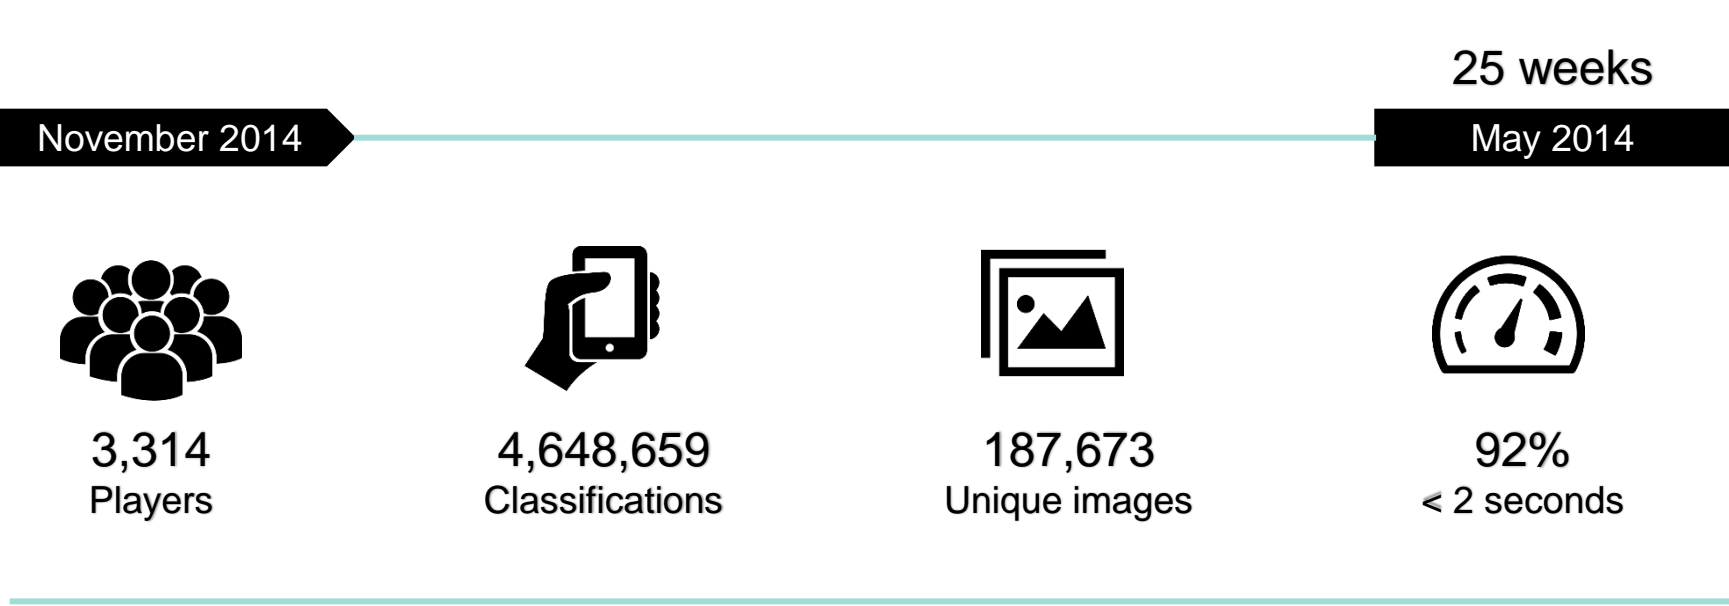 25 weeks
November 2014
May 2014
3,314
Players
4,648,659
Classifications
187,673
Unique images
92%
< 2 seconds